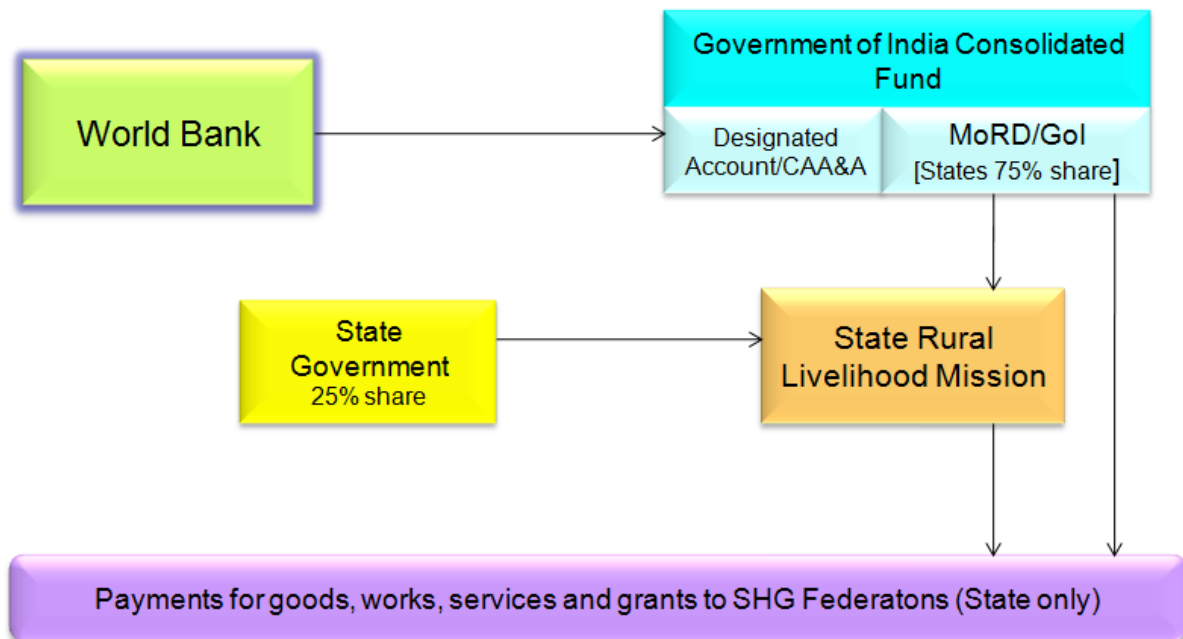 Government of India Consolidated
Fund
World Bank
Designated
Account/CAA&A
MoRD/GoI
[States 75% share]
State
Government
25% share
State Rural
Livelihood Mission
Payments for goods, works, services and grants to SHG Federatons (State only)